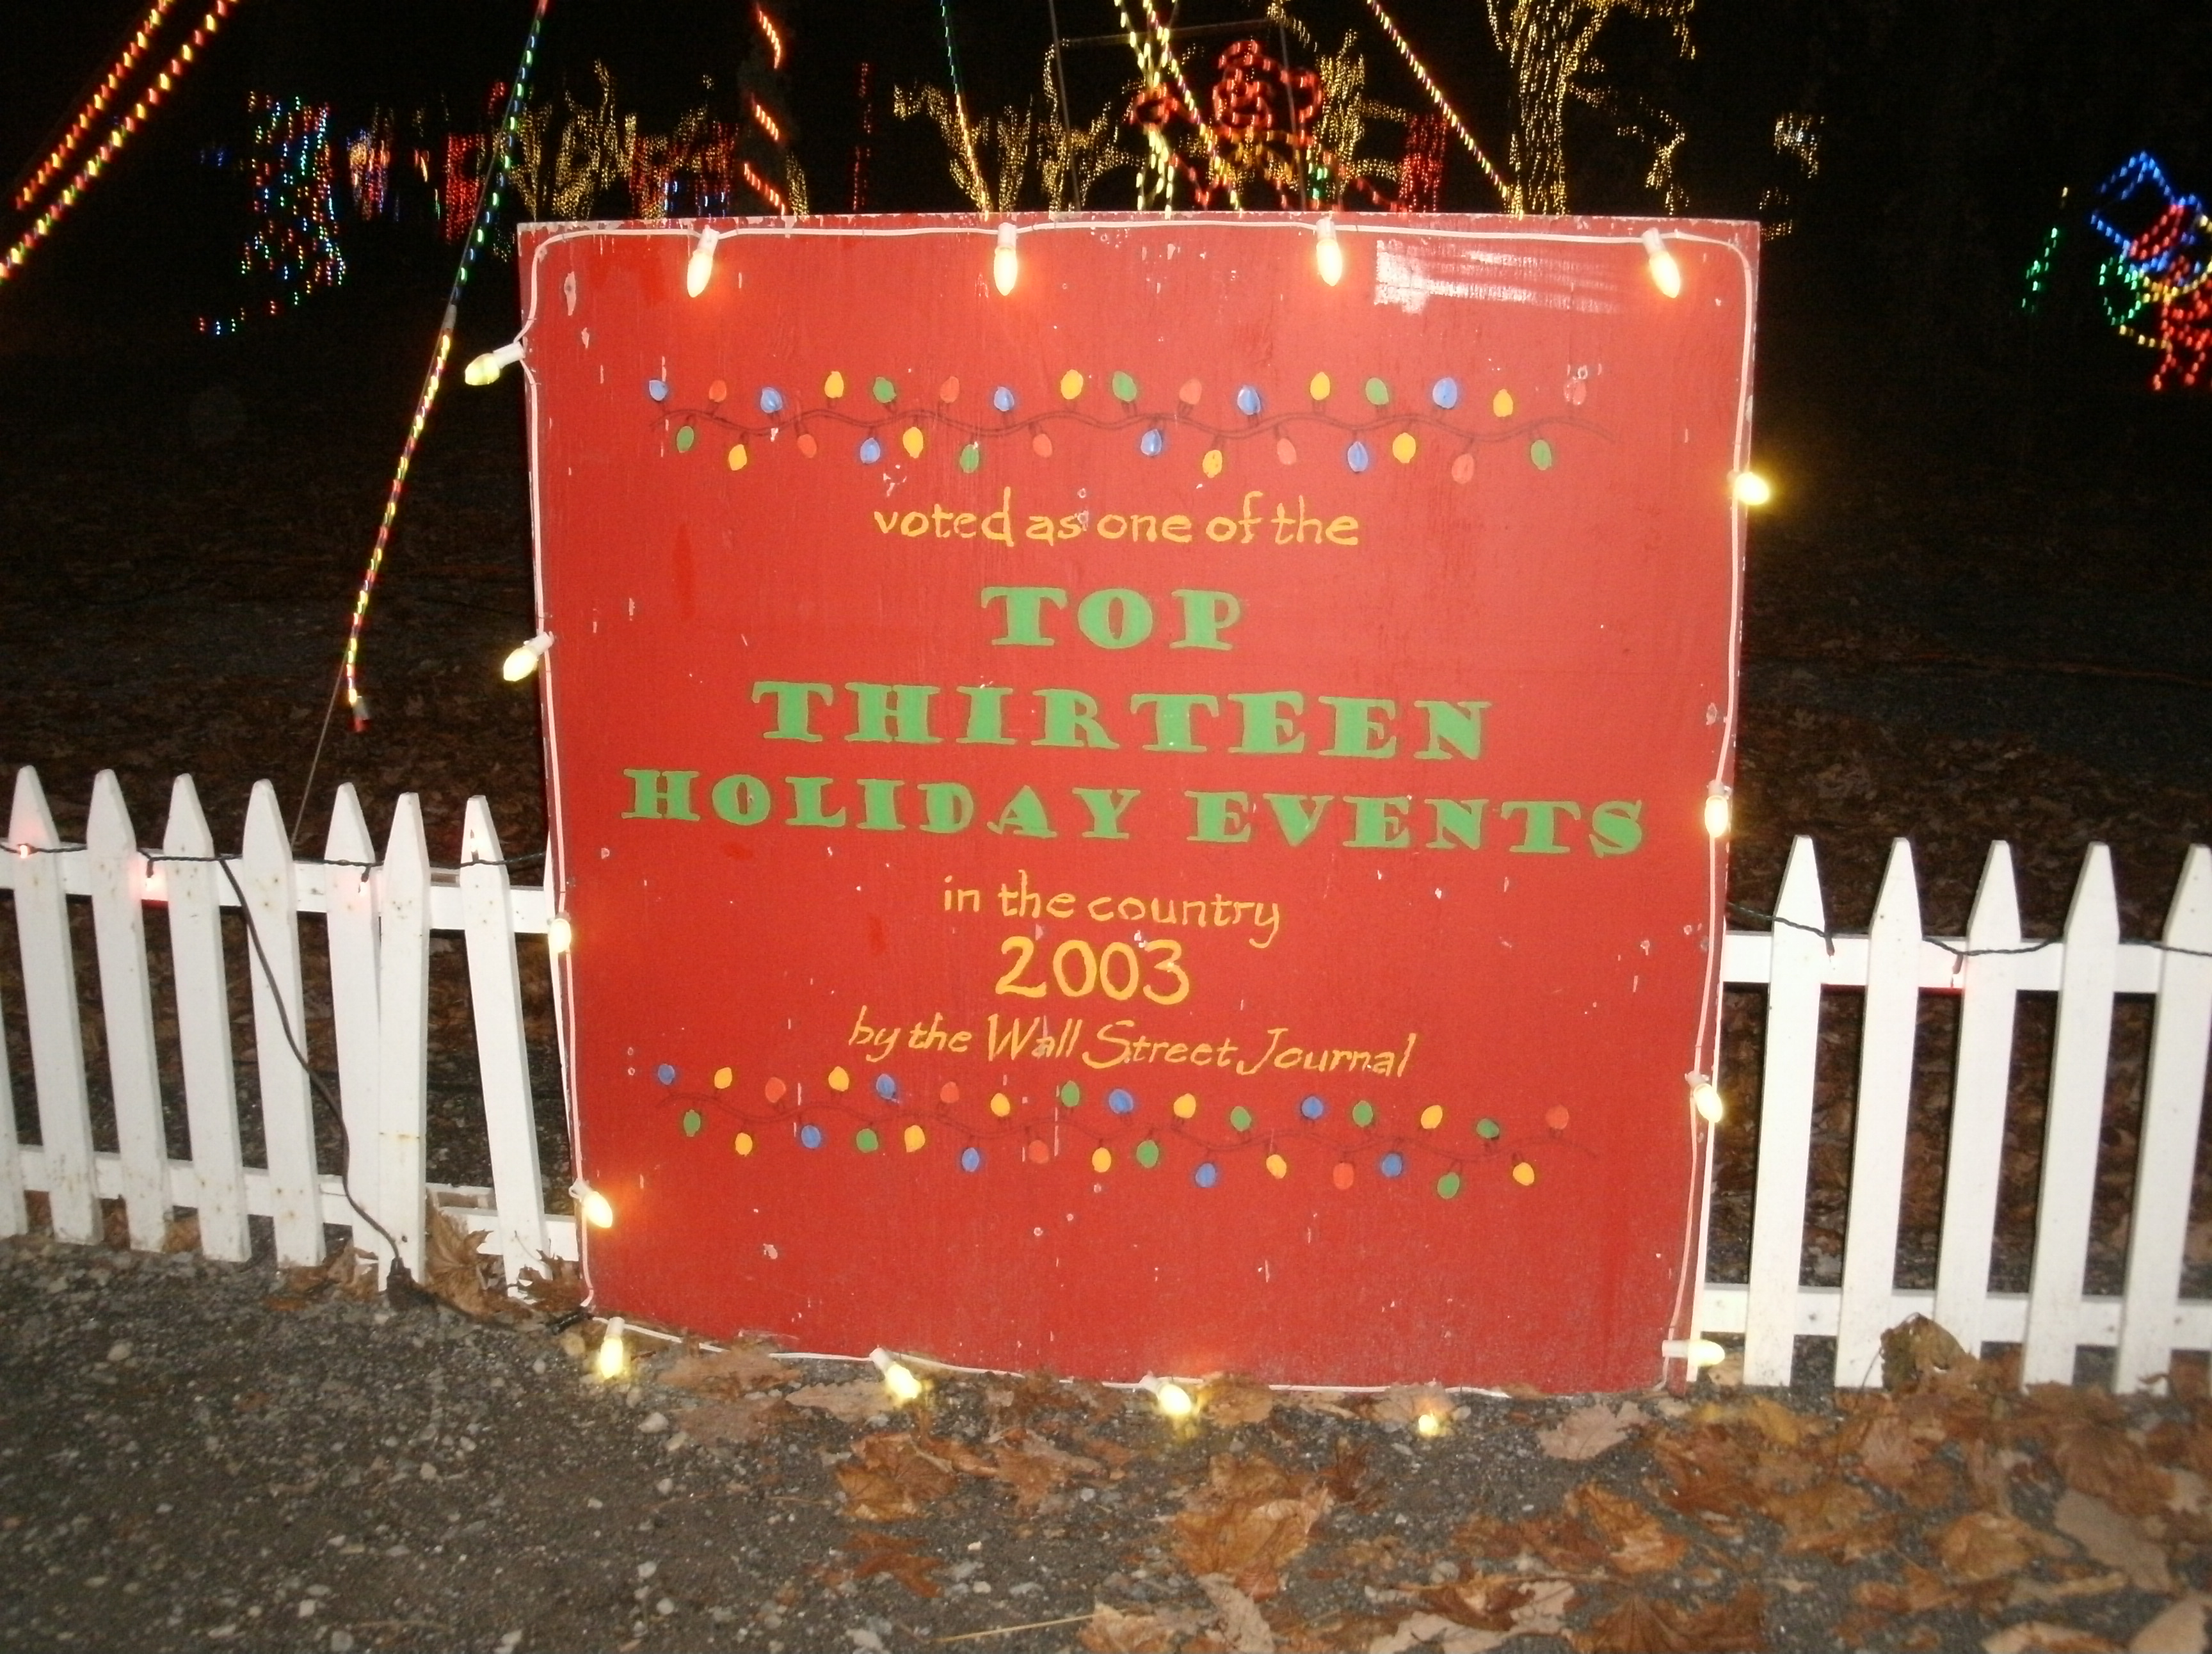 voted as one of the
TOP
THIRTEEN
HOLIDAY EVENTS
in the country
2003
by the Wall Street Journal